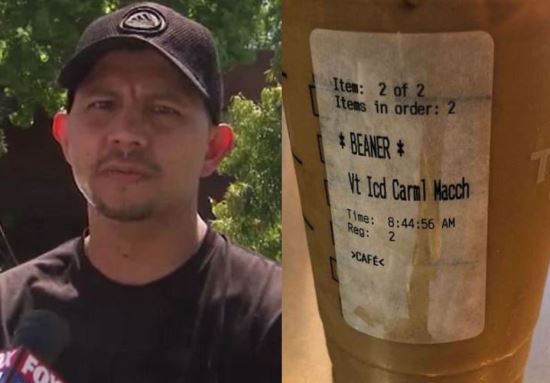 Item: 2 of 2
Items in order: 2
* BEANER *
Vt Icd Carml Macch
Time: 8:44:56 AM
Reg: 2
>CAFÉ<
FOX
T